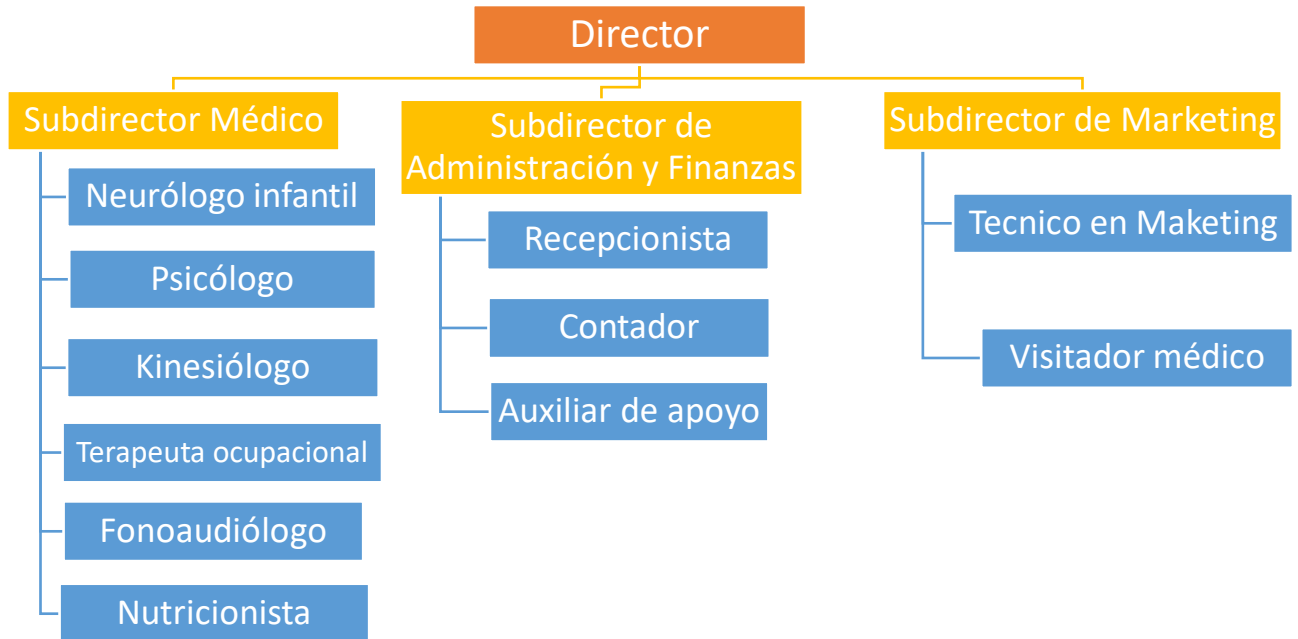 Director
Subdirector Médico
Neurólogo infantil
Psicólogo
Kinesiólogo
Terapeuta ocupacional
Fonoaudiólogo
Nutricionista
Subdirector de
Administración y Finanzas
Recepcionista
Contador
Auxiliar de apoyo
Subdirector de Marketing
Tecnico en Maketing
Visitador médico